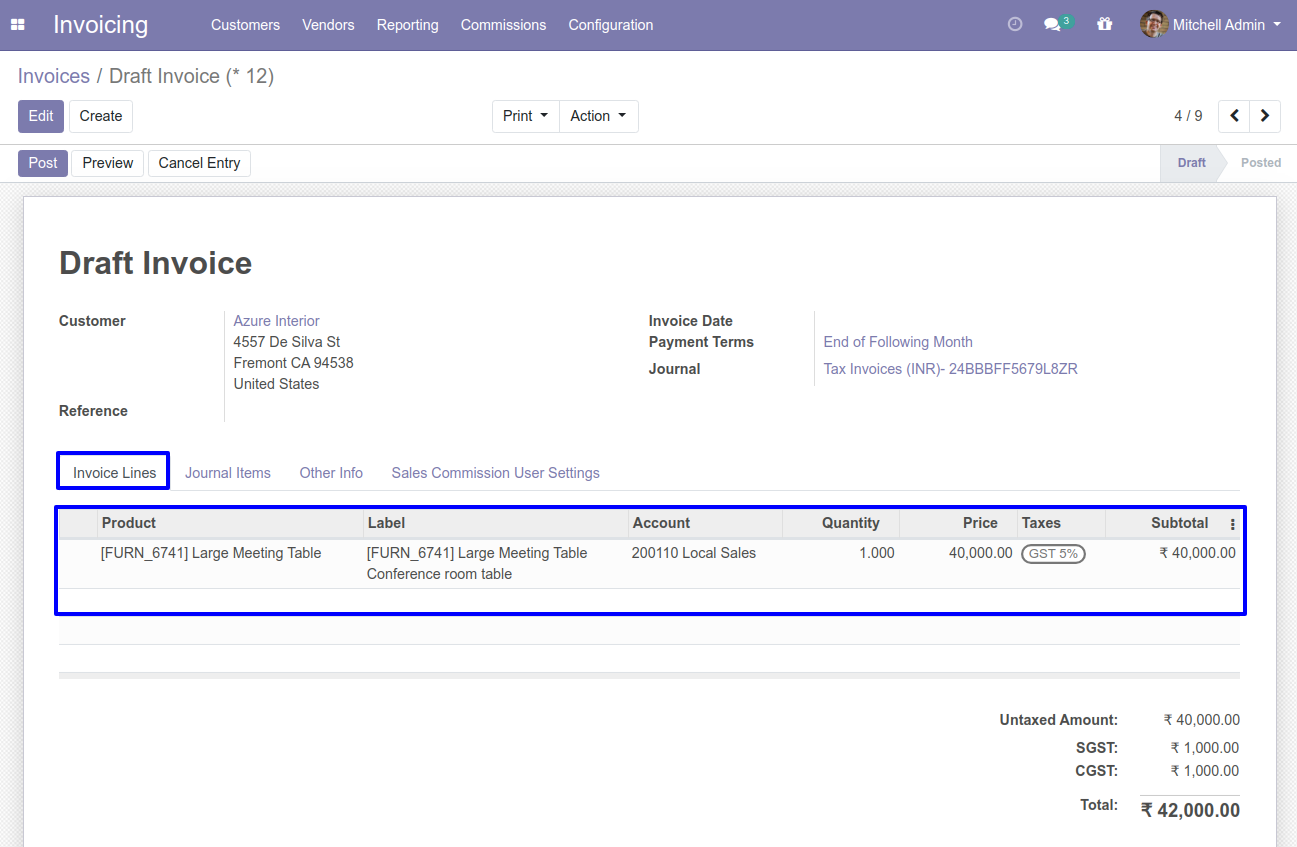 Invoicing Customers Vendors Reporting Commissions Configuration 3 Mitchell Admin
Invoices / Draft Invoice (* 12)
Edit Create Print Action 4 / 9
Post Preview Cancel Entry Draft Posted
Draft Invoice
Customer Azure Interior Invoice Date
4557 De Silva St Payment Terms End of Following Month
Fremont CA 94538 Journal Tax Invoices (INR)- 24BBBFF5679L8ZR
United States
Reference
Invoice Lines Journal Items Other Info Sales Commission User Settings
Product Label Account Quantity Price Taxes Subtotal
[FURN_6741] Large Meeting Table [FURN_6741] Large Meeting Table 200110 Local Sales 1.000 40,000.00 GST 5% ₹ 40,000.00
Conference room table
Untaxed Amount: ₹ 40,000.00
SGST: ₹ 1,000.00
CGST: ₹ 1,000.00
Total: ₹ 42,000.00